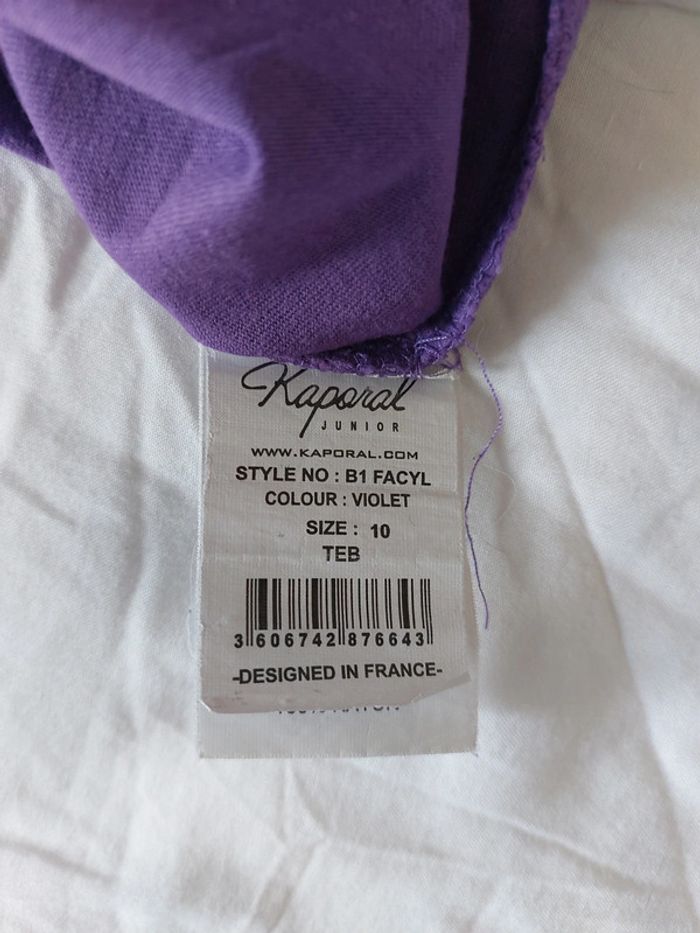 Kaporal
JUNIOR
WWW.KAPORAL.COM
STYLE NO : B1 FACYL
COLOUR : VIOLET
SIZE : 10
TEB
3 606742 876643
-DESIGNED IN FRANCE-